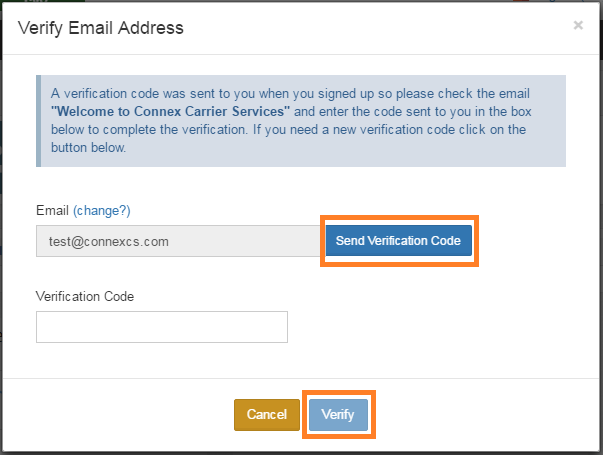 Verify Email Address
×
A verification code was sent to you when you signed up so please check the email
"Welcome to Connex Carrier Services" and enter the code sent to you in the box
below to complete the verification. If you need a new verification code click on the
button below.
Email (change?)
test@connexcs.com
Send Verification Code
Verification Code
Cancel
Verify